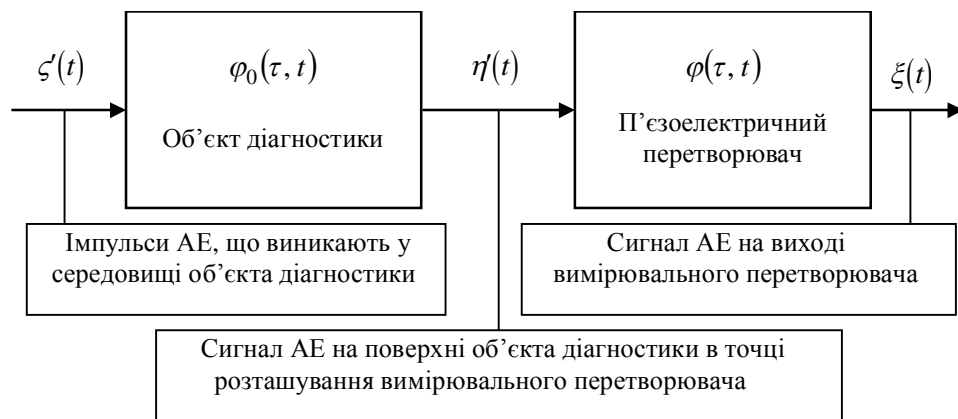 ς′(t)
φ₀(τ, t)
Об’єкт діагностики
η′(t)
φ(τ, t)
П’єзоелектричний
перетворювач
ξ(t)
Імпульси АЕ, що виникають у
середовищі об’єкта діагностики
Сигнал АЕ на виході
вимірювального перетворювача
Сигнал АЕ на поверхні об’єкта діагностики в точці
розташування вимірювального перетворювача